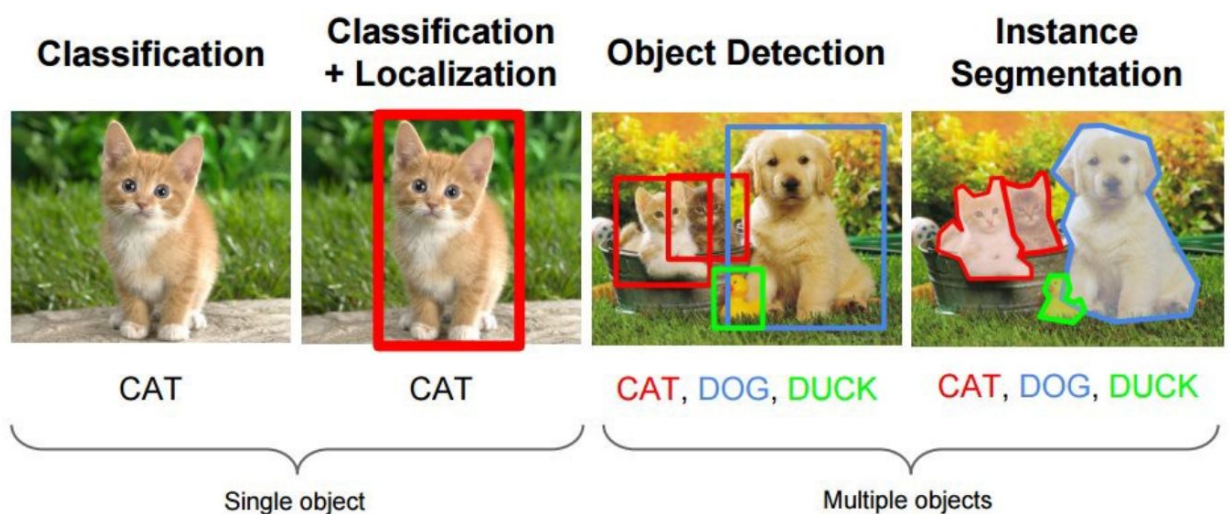 Classification
Classification
+ Localization
Object Detection
Instance
Segmentation
CAT
CAT
CAT, DOG, DUCK
CAT, DOG, DUCK
Single object
Multiple objects